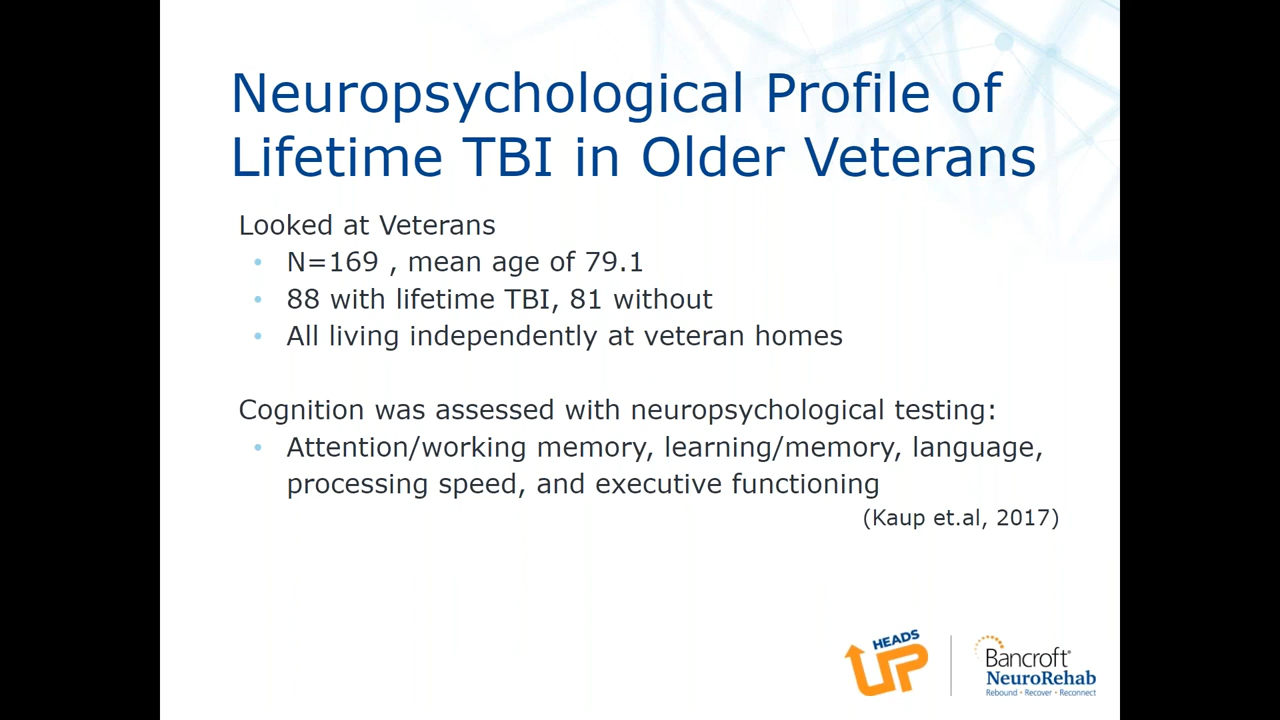 Neuropsychological Profile of
Lifetime TBI in Older Veterans
Looked at Veterans
• N=169 , mean age of 79.1
• 88 with lifetime TBI, 81 without
• All living independently at veteran homes
Cognition was assessed with neuropsychological testing:
• Attention/working memory, learning/memory, language,
processing speed, and executive functioning
(Kaup et.al, 2017)
HEADS
UP
Bancroft®
NeuroRehab
Rebound • Recover • Reconnect